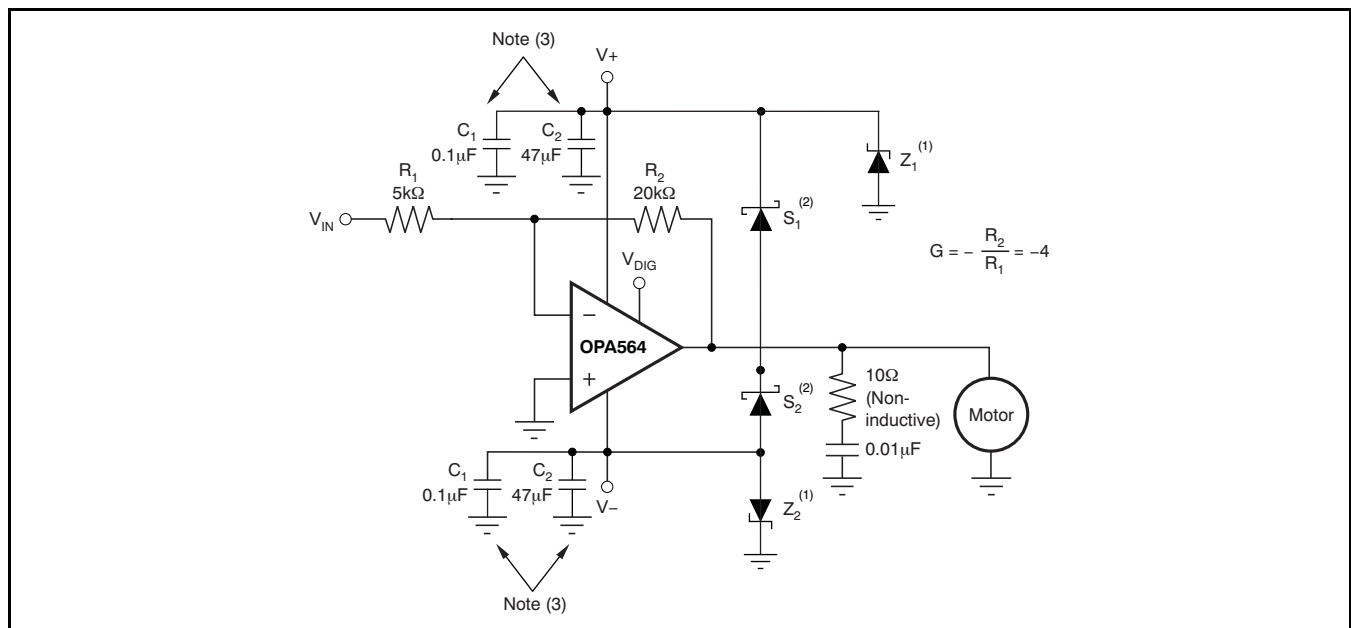 Note (3)
V+
C1
0.1μF
C2
47μF
Z1(1)
R1
5kΩ
R2
20kΩ
S1(2)
VIN
VDIG
G = − R2/R1 = −4
−
OPA564
+
10Ω
(Non-
inductive)
S2(2)
Motor
0.01μF
C1
0.1μF
C2
47μF
V−
Z2(1)
Note (3)